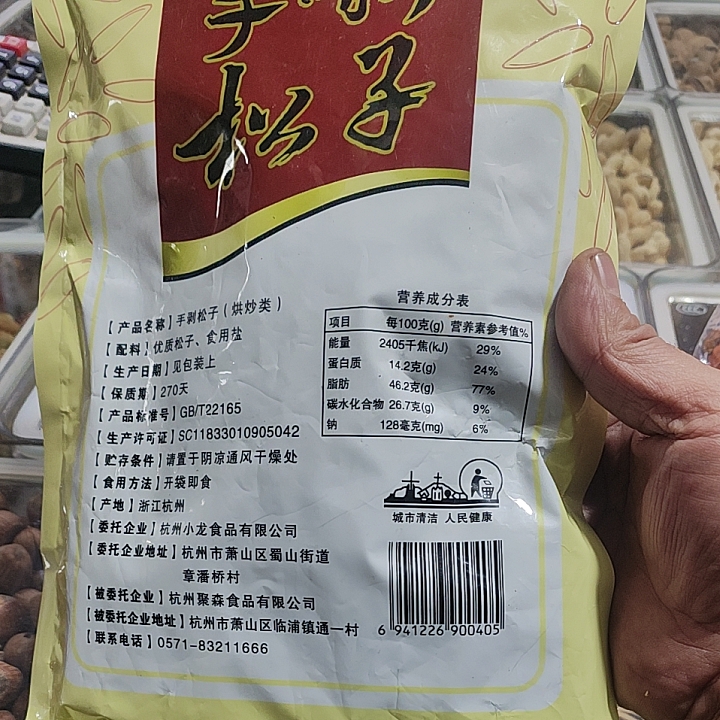 手剥
松子
【产品名称】手剥松子(烘炒类)
【配料】优质松子、食用盐
【生产日期】见包装上
【保质期】270天
【产品标准号】GB/T22165
【生产许可证】SC11833010905042
【贮存条件】请置于阴凉通风干燥处
【食用方法】开袋即食
【产地】浙江杭州
【委托企业】杭州小龙食品有限公司
【委托企业地址】杭州市萧山区蜀山街道
章潘桥村
【被委托企业】杭州聚森食品有限公司
【被委托企业地址】杭州市萧山区临浦镇通一村
【联系电话】0571-83211666
营养成分表
项目 每100克(g) 营养素参考值%
能量 2405千焦(kJ) 29%
蛋白质 14.2克(g) 24%
脂肪 46.2克(g) 77%
碳水化合物 26.7克(g) 9%
钠 128毫克(mg) 6%
城市清洁 人民健康
6 941226 900405